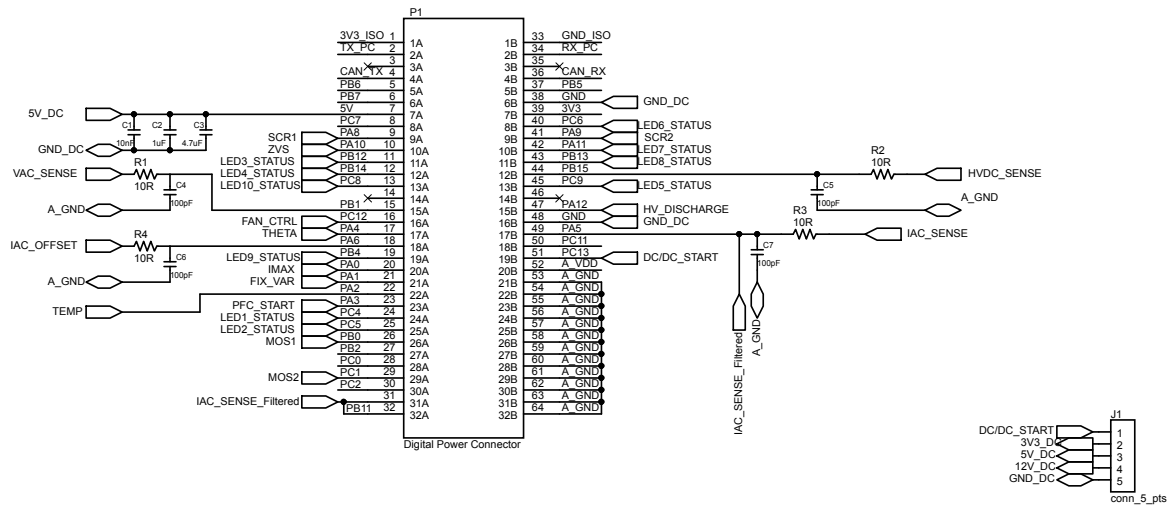 P1
3V3_ISO 1 1A 1B 33 GND_ISO
TX_PC 2 2A 2B 34 RX_PC
3 3A 3B 35
CAN_TX 4 4A 4B 36 CAN_RX
PB6 5 5A 5B 37 PB5
PB7 6 6A 6B 38 GND GND_DC
5V_DC 5V 7 7A 7B 39 3V3
PC7 8 8A 8B 40 PC6 LED6_STATUS
C1 10nF C2 1uF C3 4.7uF
SCR1 PA8 9 9A 9B 41 PA9 SCR2
GND_DC ZVS PA10 10 10A 10B 42 PA11 LED7_STATUS
LED3_STATUS PB12 11 11A 11B 43 PB13 LED8_STATUS
VAC_SENSE R1 10R LED4_STATUS PB14 12 12A 12B 44 PB15 R2 10R HVDC_SENSE
LED10_STATUS PC8 13 13A 13B 45 PC9 LED5_STATUS
C4 100pF 14 14A 14B 46 C5 100pF
A_GND PB1 15 15A 15B 47 PA12 HV_DISCHARGE A_GND
FAN_CTRL PC12 16 16A 16B 48 GND GND_DC
THETA PA4 17 17A 17B 49 PA5 R3 10R IAC_SENSE
IAC_OFFSET R4 10R PA6 18 18A 18B 50 PC11
LED9_STATUS PB4 19 19A 19B 51 PC13 DC/DC_START
C6 100pF IMAX PA0 20 20A 20B 52 A_VDD C7 100pF
A_GND FIX_VAR PA1 21 21A 21B 53 A_GND
PA2 22 22A 22B 54 A_GND
TEMP PFC_START PA3 23 23A 23B 55 A_GND
LED1_STATUS PC4 24 24A 24B 56 A_GND
LED2_STATUS PC5 25 25A 25B 57 A_GND
MOS1 PB0 26 26A 26B 58 A_GND
PB2 27 27A 27B 59 A_GND
PC0 28 28A 28B 60 A_GND
MOS2 PC1 29 29A 29B 61 A_GND
PC2 30 30A 30B 62 A_GND
IAC_SENSE_Filtered 31 31A 31B 63 A_GND
PB11 32 32A 32B 64 A_GND
IAC_SENSE_Filtered
A_GND
Digital Power Connector
J1
DC/DC_START 1
3V3_DC 2
5V_DC 3
12V_DC 4
GND_DC 5
conn_5_pts